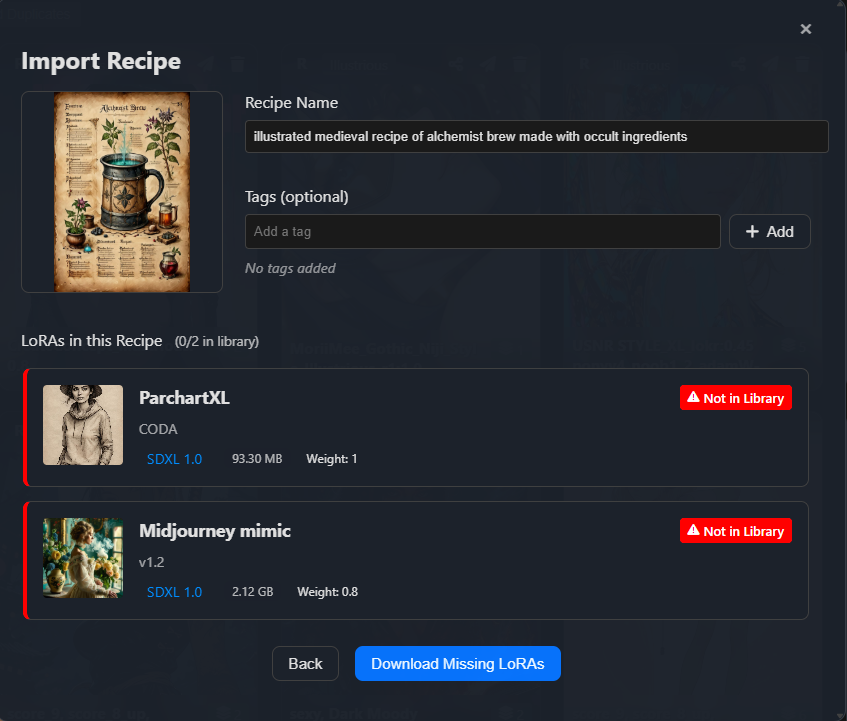 ×
Import Recipe
Alchemist Brew
Recipe Name
illustrated medieval recipe of alchemist brew made with occult ingredients
Tags (optional)
Add a tag
+ Add
No tags added
LoRAs in this Recipe (0/2 in library)
ParchartXL
Not in Library
CODA
SDXL 1.0 93.30 MB Weight: 1
Midjourney mimic
Not in Library
v1.2
SDXL 1.0 2.12 GB Weight: 0.8
Back Download Missing LoRAs